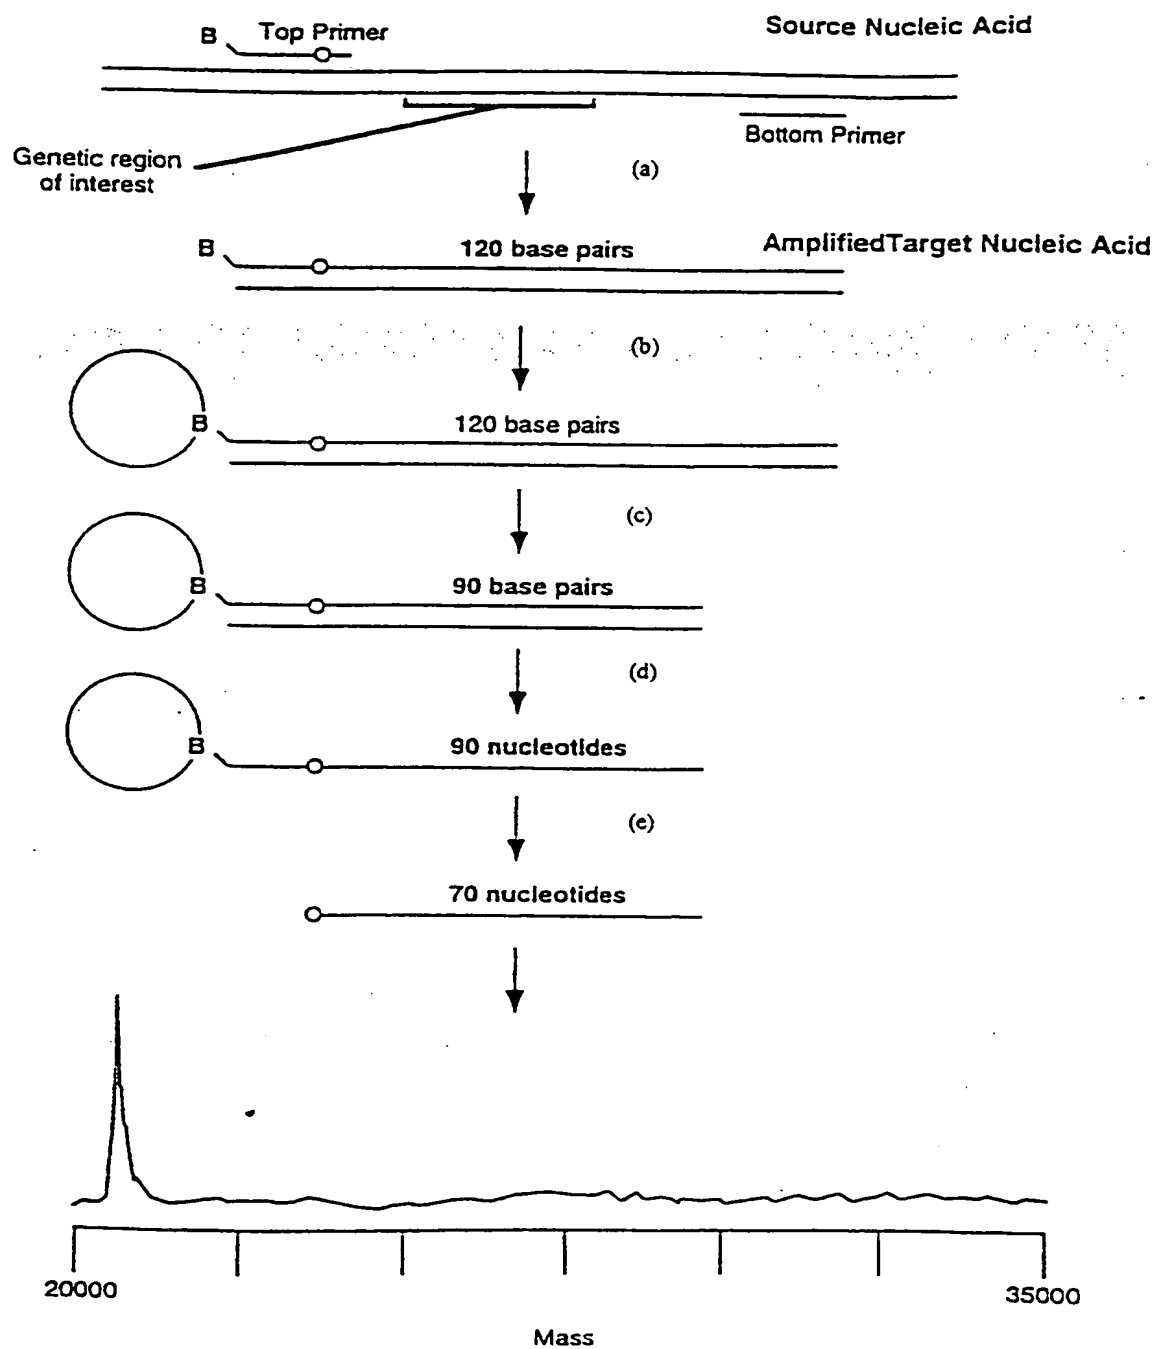 Source Nucleic Acid
B
Top Primer
Bottom Primer
Genetic region
of interest
(a)
B
120 base pairs
AmplifiedTarget Nucleic Acid
(b)
B
120 base pairs
(c)
B
90 base pairs
(d)
B
90 nucleotides
(e)
70 nucleotides
20000
35000
Mass